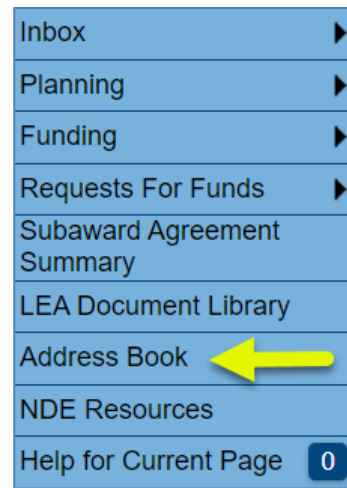 Inbox
Planning
Funding
Requests For Funds
Subaward Agreement
Summary
LEA Document Library
Address Book
NDE Resources
Help for Current Page 0